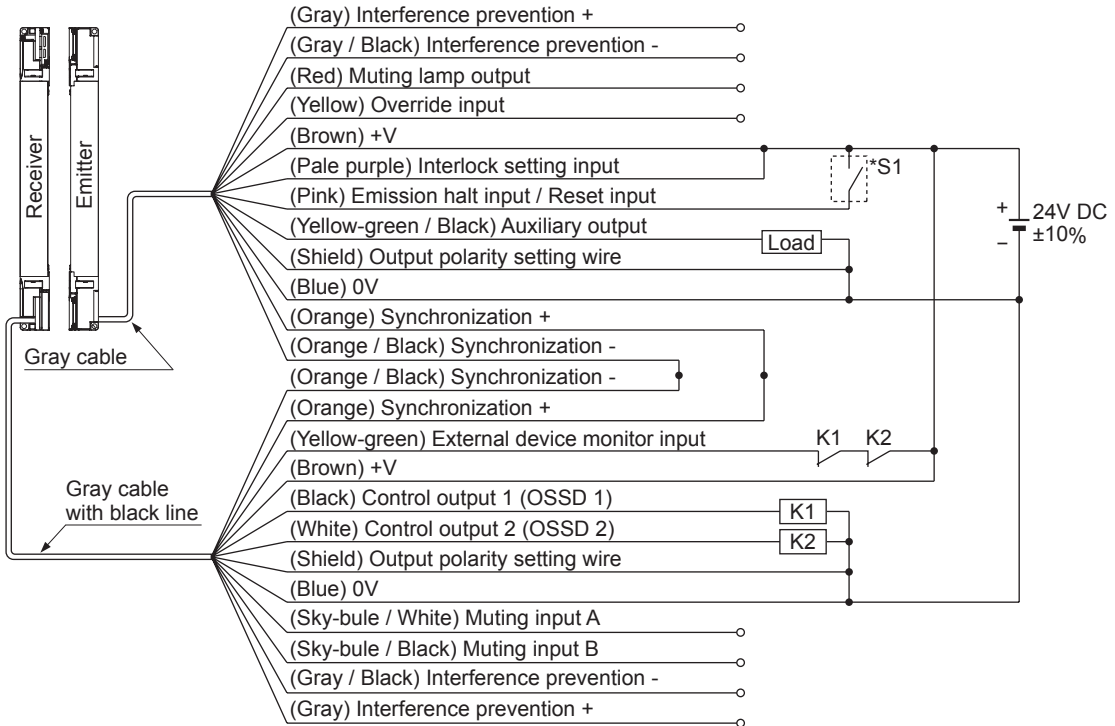 (Gray) Interference prevention +
(Gray / Black) Interference prevention -
(Red) Muting lamp output
(Yellow) Override input
(Brown) +V
(Pale purple) Interlock setting input
*S1
(Pink) Emission halt input / Reset input
(Yellow-green / Black) Auxiliary output
Load
+
24V DC
±10%
−
(Shield) Output polarity setting wire
(Blue) 0V
(Orange) Synchronization +
(Orange / Black) Synchronization -
Receiver
Emitter
Gray cable
(Orange / Black) Synchronization -
(Orange) Synchronization +
(Yellow-green) External device monitor input
K1
K2
(Brown) +V
Gray cable
with black line
(Black) Control output 1 (OSSD 1)
K1
(White) Control output 2 (OSSD 2)
K2
(Shield) Output polarity setting wire
(Blue) 0V
(Sky-bule / White) Muting input A
(Sky-bule / Black) Muting input B
(Gray / Black) Interference prevention -
(Gray) Interference prevention +